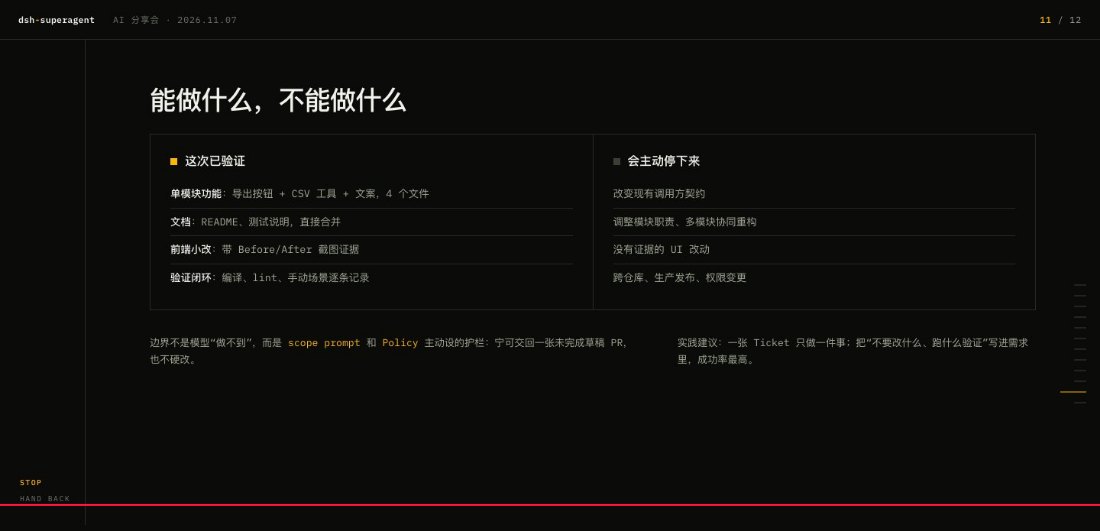 dsh-superagent AI 分享会 · 2026.11.07 11 / 12
能做什么，不能做什么
这次已验证
单模块功能：导出按钮 + CSV 工具 + 文案，4 个文件
文档：README、测试说明，直接合并
前端小改：带 Before/After 截图证据
验证闭环：编译、lint、手动场景逐条记录
会主动停下来
改变现有调用方契约
调整模块职责、多模块协同重构
没有证据的 UI 改动
跨仓库、生产发布、权限变更
边界不是模型“做不到”，而是 scope prompt 和 Policy 主动设的护栏：宁可交回一张未完成草稿 PR，
也不硬改。
实践建议：一张 Ticket 只做一件事；把“不要改什么、跑什么验证”写进需求
里，成功率最高。
STOP
HAND BACK